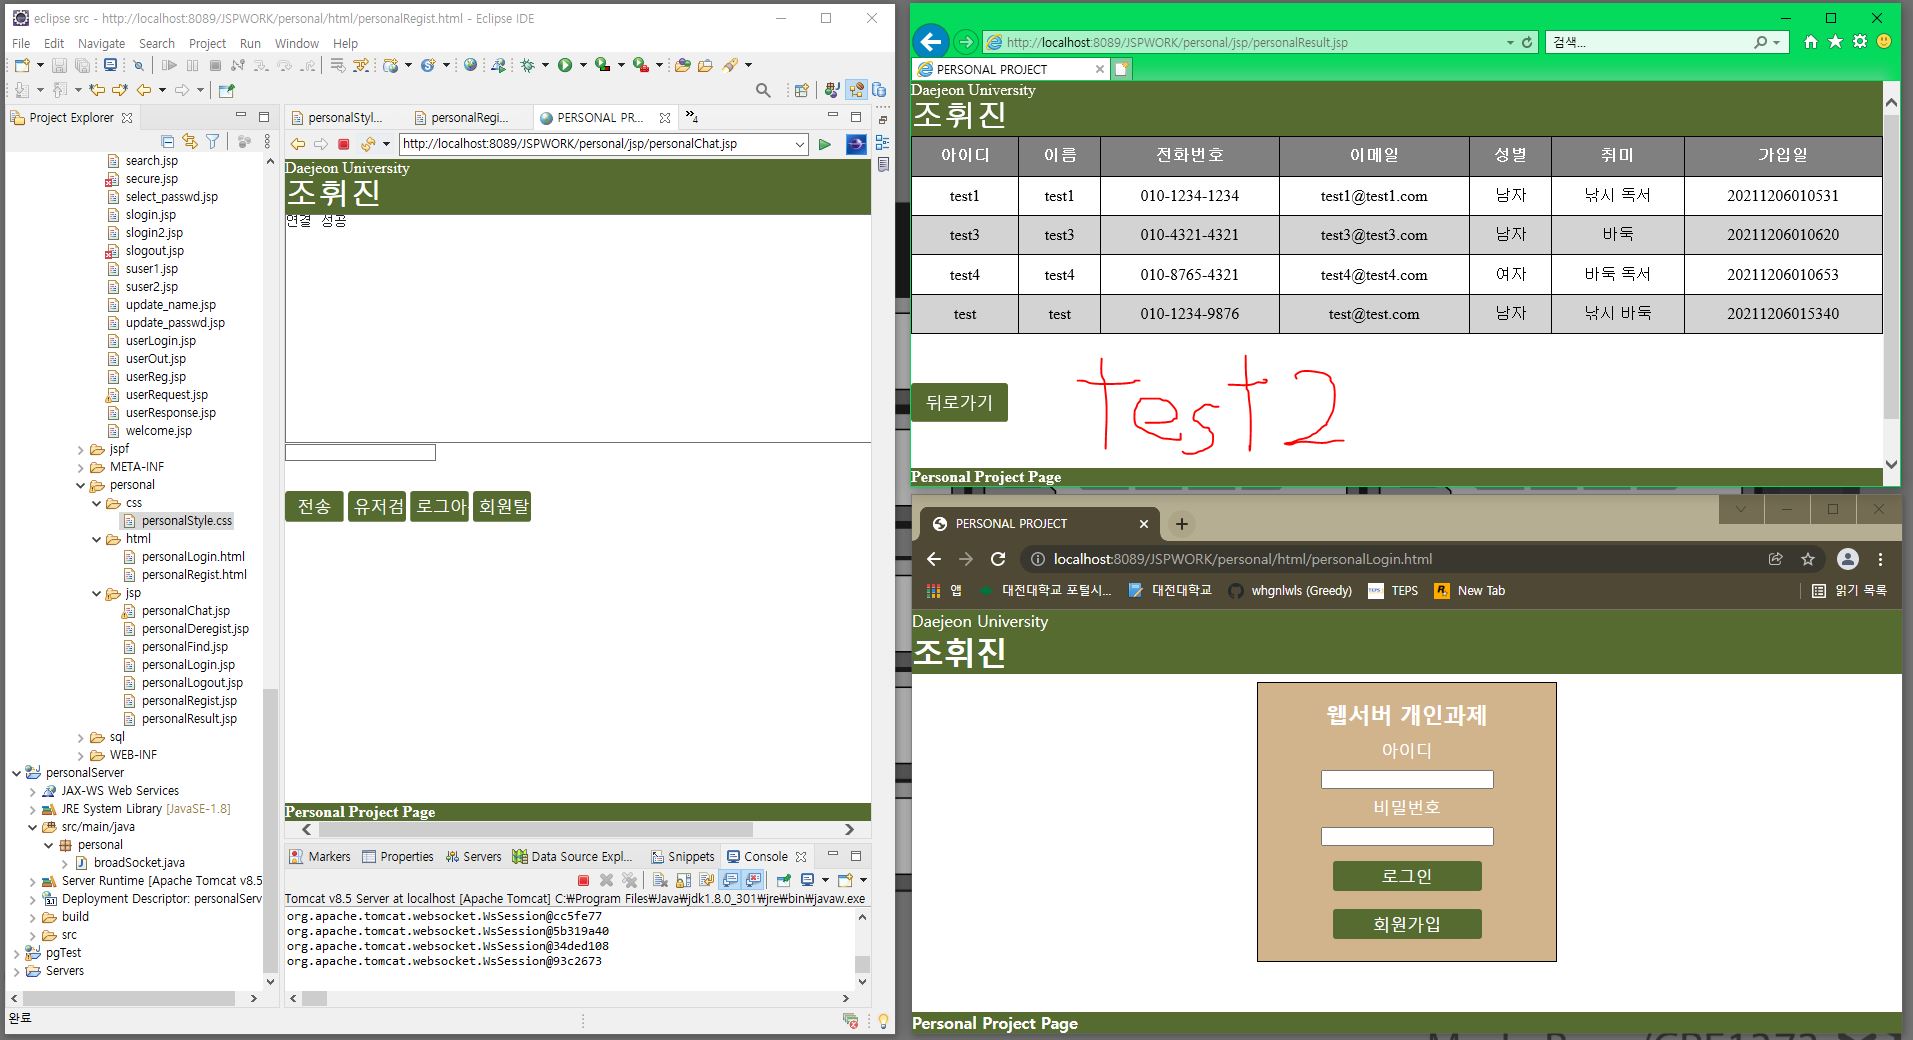 eclipse src - http://localhost:8089/JSPWORK/personal/html/personalRegist.html - Eclipse IDE
File Edit Navigate Search Project Run Window Help
Project Explorer
search.jsp
secure.jsp
select_passwd.jsp
slogin.jsp
slogin2.jsp
slogout.jsp
suser1.jsp
suser2.jsp
update_name.jsp
update_passwd.jsp
userLogin.jsp
userOut.jsp
userReg.jsp
userRequest.jsp
userResponse.jsp
welcome.jsp
jspf
META-INF
personal
css
personalStyle.css
html
personalLogin.html
personalRegist.html
jsp
personalChat.jsp
personalDeregist.jsp
personalFind.jsp
personalLogin.jsp
personalLogout.jsp
personalRegist.jsp
personalResult.jsp
sql
WEB-INF
personalServer
JAX-WS Web Services
JRE System Library [JavaSE-1.8]
src/main/java
personal
broadSocket.java
Server Runtime [Apache Tomcat v8.5
Deployment Descriptor: personalServ
build
src
pgTest
Servers
완료
personalStyl... personalRegi... PERSONAL PR... »4
http://localhost:8089/JSPWORK/personal/jsp/personalChat.jsp
Daejeon University
조휘진
연결 성공
전송 유저검 로그아 회원탈
Personal Project Page
Markers Properties Servers Data Source Expl... Snippets Console
Tomcat v8.5 Server at localhost [Apache Tomcat] C:₩Program Files₩Java₩jdk1.8.0_301₩jre₩bin₩javaw.exe
org.apache.tomcat.websocket.WsSession@cc5fe77
org.apache.tomcat.websocket.WsSession@5b319a40
org.apache.tomcat.websocket.WsSession@34ded108
org.apache.tomcat.websocket.WsSession@93c2673
http://localhost:8089/JSPWORK/personal/jsp/personalResult.jsp 검색...
PERSONAL PROJECT
Daejeon University
조휘진
아이디 이름 전화번호 이메일 성별 취미 가입일
test1 test1 010-1234-1234 test1@test1.com 남자 낚시 독서 20211206010531
test3 test3 010-4321-4321 test3@test3.com 남자 바둑 20211206010620
test4 test4 010-8765-4321 test4@test4.com 여자 바둑 독서 20211206010653
test test 010-1234-9876 test@test.com 남자 낚시 바둑 20211206015340
뒤로가기
test2
Personal Project Page
PERSONAL PROJECT
localhost:8089/JSPWORK/personal/html/personalLogin.html
앱 대전대학교 포털시... 대전대학교 whgnlwls (Greedy) TEPS New Tab 읽기 목록
Daejeon University
조휘진
웹서버 개인과제
아이디
비밀번호
로그인
회원가입
Personal Project Page